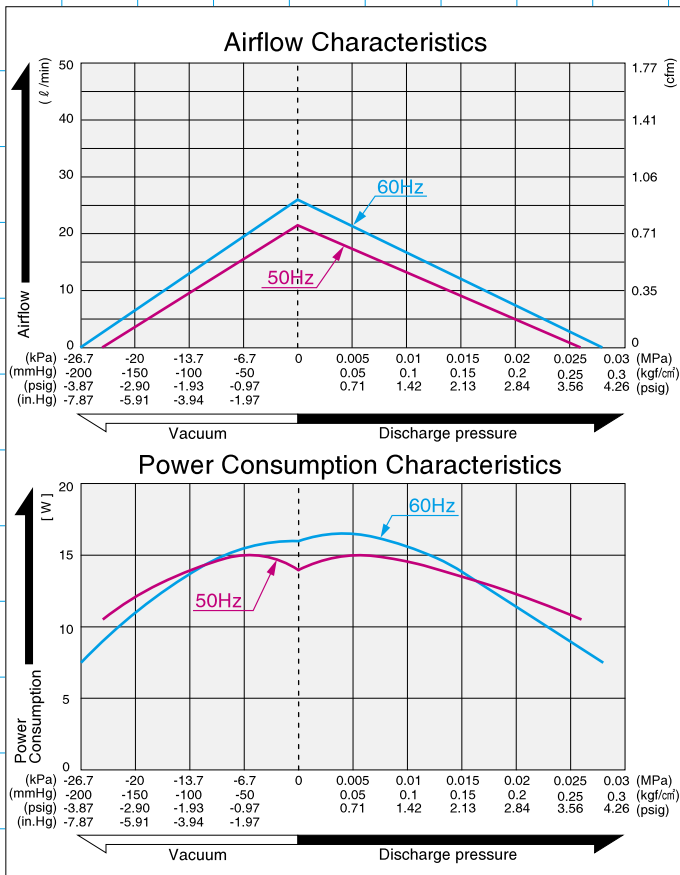 Airflow Characteristics
(ℓ/min)
50
40
30
20
10
0
Airflow
60Hz
50Hz
1.77
1.41
1.06
0.71
0.35
0
(cfm)
(kPa) -26.7 -20 -13.7 -6.7 0 0.005 0.01 0.015 0.02 0.025 0.03 (MPa)
(mmHg) -200 -150 -100 -50 0.05 0.1 0.15 0.2 0.25 0.3 (kgf/cm²)
(psig) -3.87 -2.90 -1.93 -0.97 0.71 1.42 2.13 2.84 3.56 4.26 (psig)
(in.Hg) -7.87 -5.91 -3.94 -1.97
Vacuum Discharge pressure
Power Consumption Characteristics
[W]
20
15
10
5
0
Power
Consumption
60Hz
50Hz
(kPa) -26.7 -20 -13.7 -6.7 0 0.005 0.01 0.015 0.02 0.025 0.03 (MPa)
(mmHg) -200 -150 -100 -50 0.05 0.1 0.15 0.2 0.25 0.3 (kgf/cm²)
(psig) -3.87 -2.90 -1.93 -0.97 0.71 1.42 2.13 2.84 3.56 4.26 (psig)
(in.Hg) -7.87 -5.91 -3.94 -1.97
Vacuum Discharge pressure